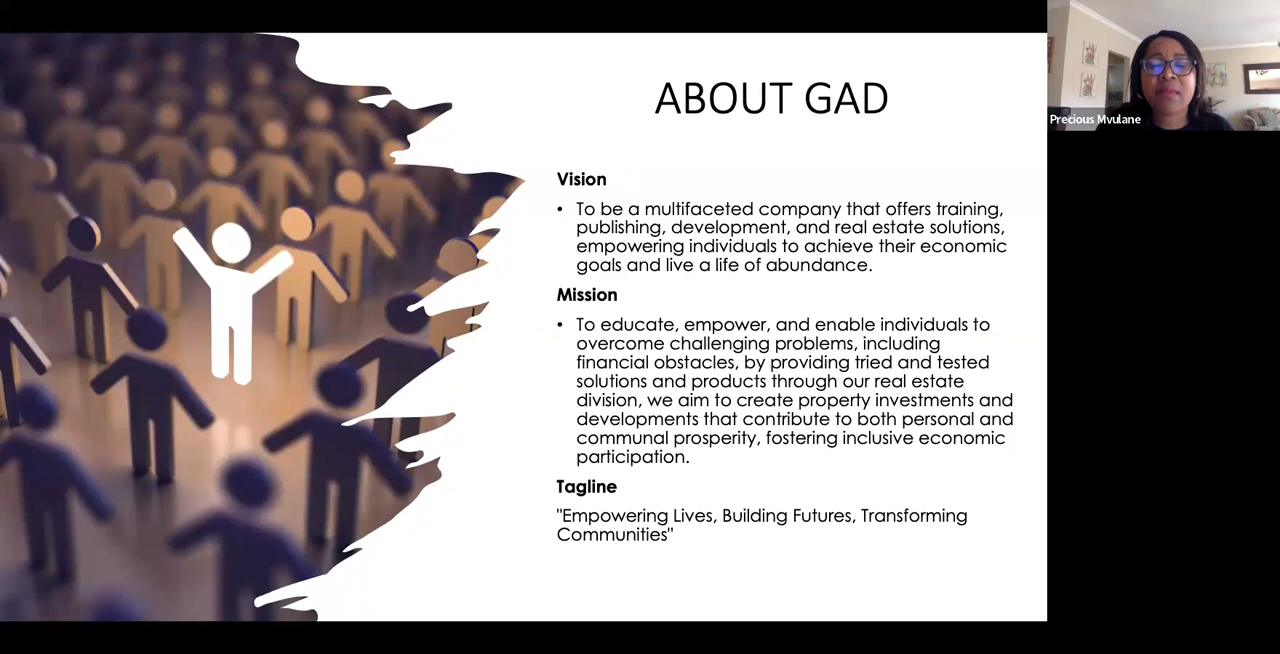 ABOUT GAD
Precious Mvulane
Vision
• To be a multifaceted company that offers training,
publishing, development, and real estate solutions,
empowering individuals to achieve their economic
goals and live a life of abundance.
Mission
• To educate, empower, and enable individuals to
overcome challenging problems, including
financial obstacles, by providing tried and tested
solutions and products through our real estate
division, we aim to create property investments and
developments that contribute to both personal and
communal prosperity, fostering inclusive economic
participation.
Tagline
"Empowering Lives, Building Futures, Transforming
Communities"